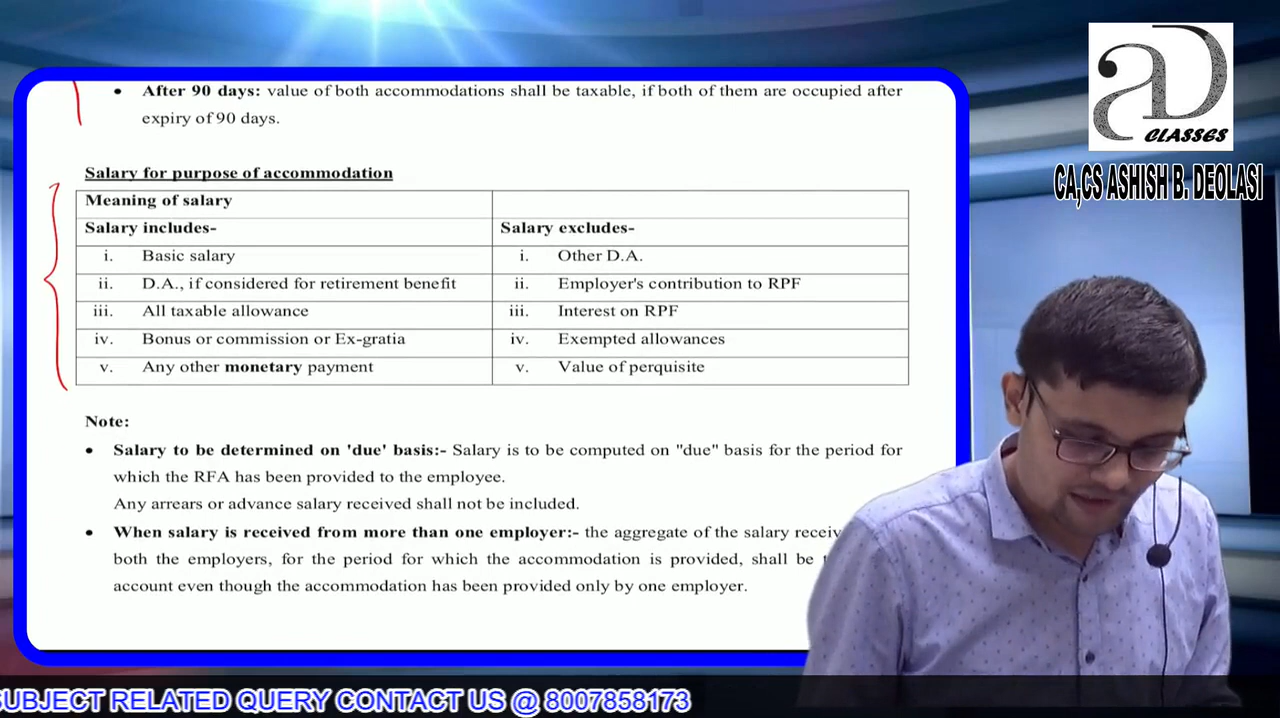 • After 90 days: value of both accommodations shall be taxable, if both of them are occupied after
expiry of 90 days.
Salary for purpose of accommodation
Meaning of salary
Salary includes- Salary excludes-
i. Basic salary i. Other D.A.
ii. D.A., if considered for retirement benefit ii. Employer's contribution to RPF
iii. All taxable allowance iii. Interest on RPF
iv. Bonus or commission or Ex-gratia iv. Exempted allowances
v. Any other monetary payment v. Value of perquisite
Note:
• Salary to be determined on 'due' basis:- Salary is to be computed on "due" basis for the period for
which the RFA has been provided to the employee.
Any arrears or advance salary received shall not be included.
• When salary is received from more than one employer:- the aggregate of the salary
both the employers, for the period for which the accommodation is provided, shall be
account even though the accommodation has been provided only by one employer.
aD
CLASSES
CA,CS ASHISH B. DEOLASI
SUBJECT RELATED QUERY CONTACT US @ 8007858173